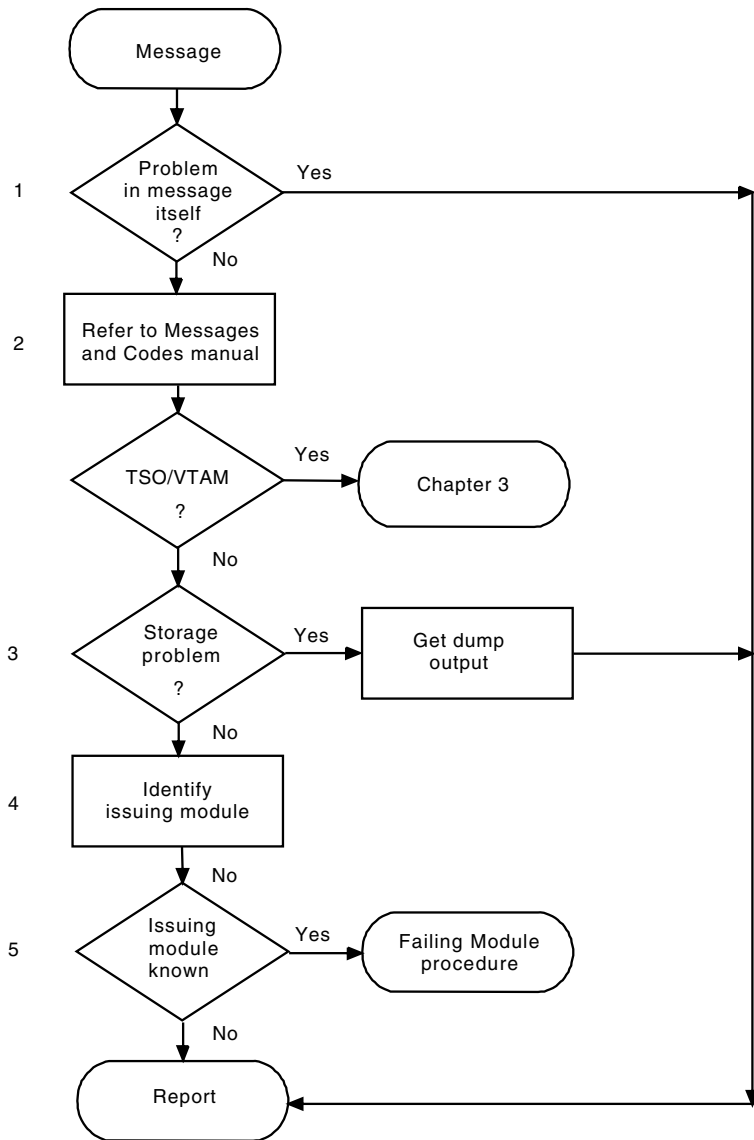 Message
Problem
in message
itself
?
Yes
1
No
Refer to Messages
and Codes manual
2
TSO/VTAM
?
Yes
Chapter 3
No
Storage
problem
?
Yes
Get dump
output
3
No
Identify
issuing module
4
No
Issuing
module
known
Yes
Failing Module
procedure
5
No
Report